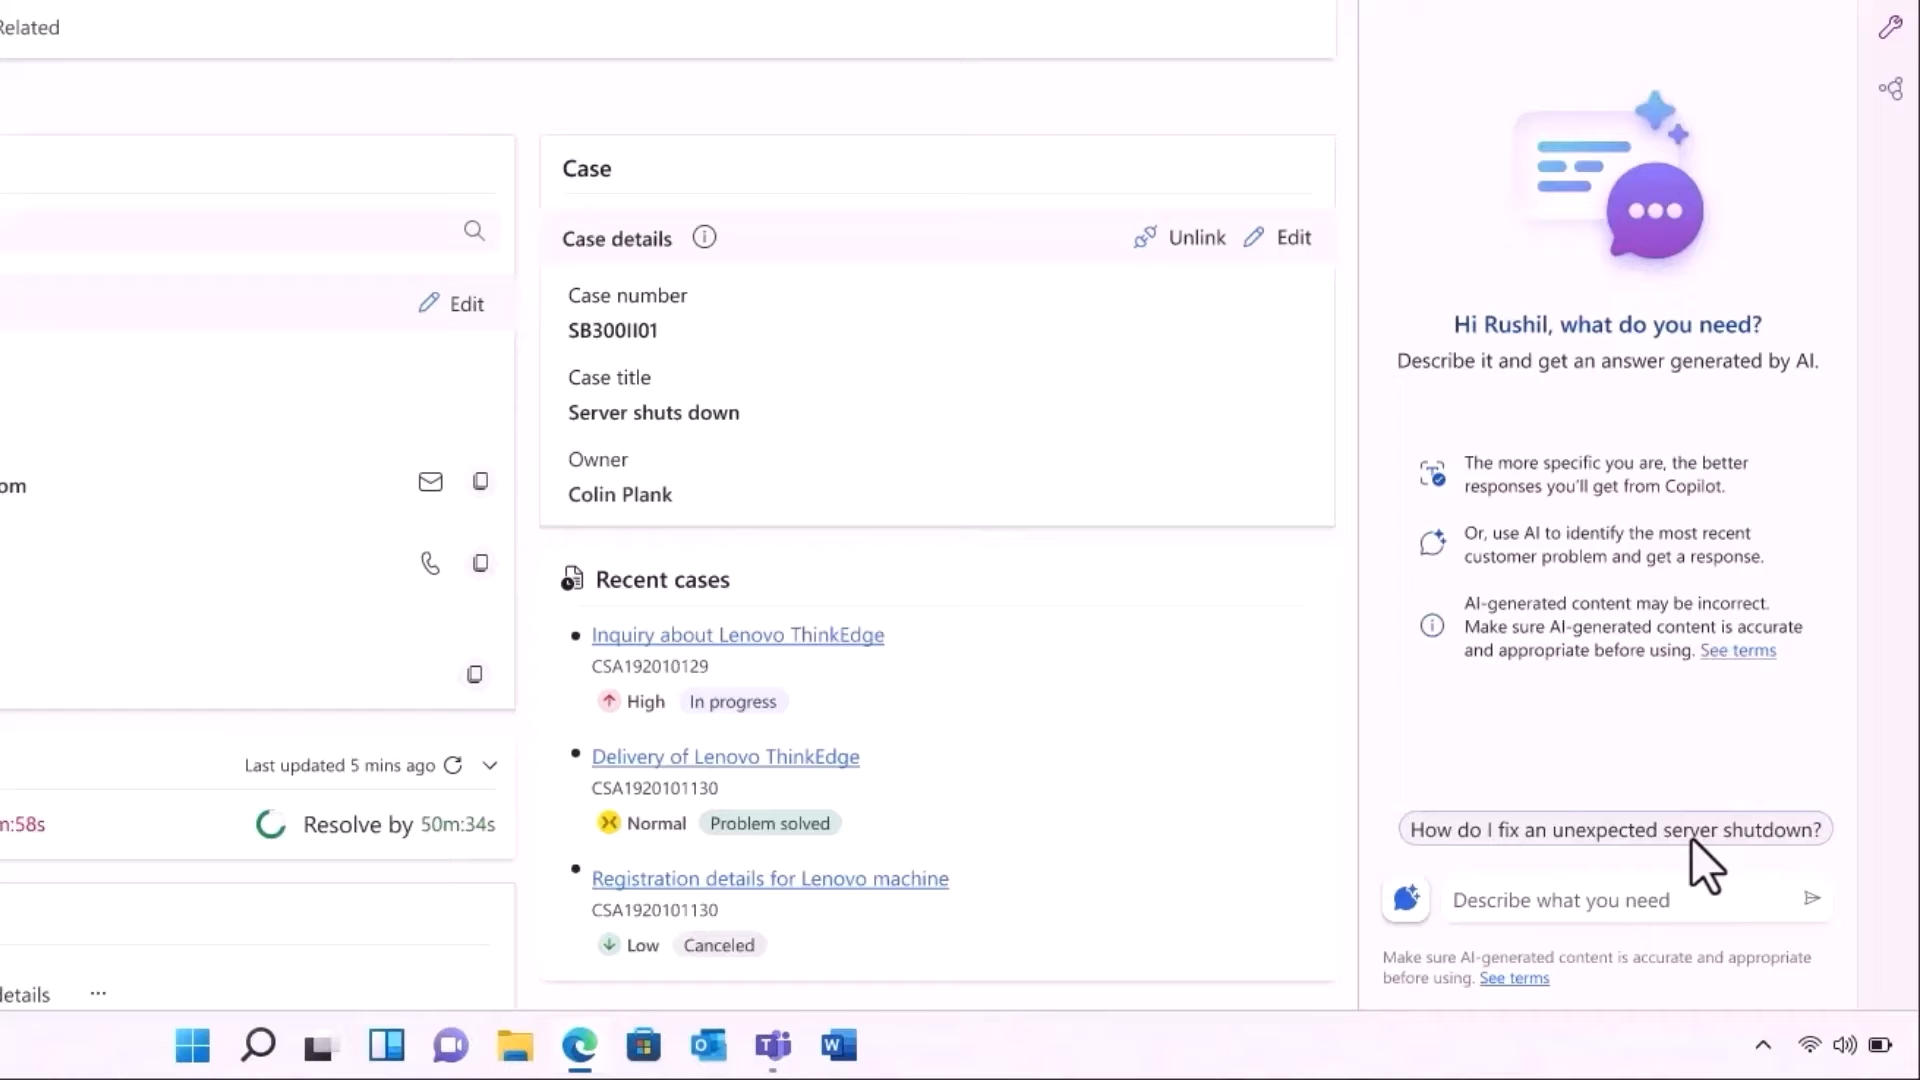 Related
Edit
om
Last updated 5 mins ago
m:58s
Resolve by 50m:34s
details
...
Case
Case details
Unlink
Edit
Case number
SB300II01
Case title
Server shuts down
Owner
Colin Plank
Recent cases
Inquiry about Lenovo ThinkEdge
CSA192010129
High
In progress
Delivery of Lenovo ThinkEdge
CSA1920101130
Normal
Problem solved
Registration details for Lenovo machine
CSA1920101130
Low
Canceled
Hi Rushil, what do you need?
Describe it and get an answer generated by AI.
The more specific you are, the better
responses you'll get from Copilot.
Or, use AI to identify the most recent
customer problem and get a response.
AI-generated content may be incorrect.
Make sure AI-generated content is accurate
and appropriate before using. See terms
How do I fix an unexpected server shutdown?
Describe what you need
Make sure AI-generated content is accurate and appropriate
before using. See terms